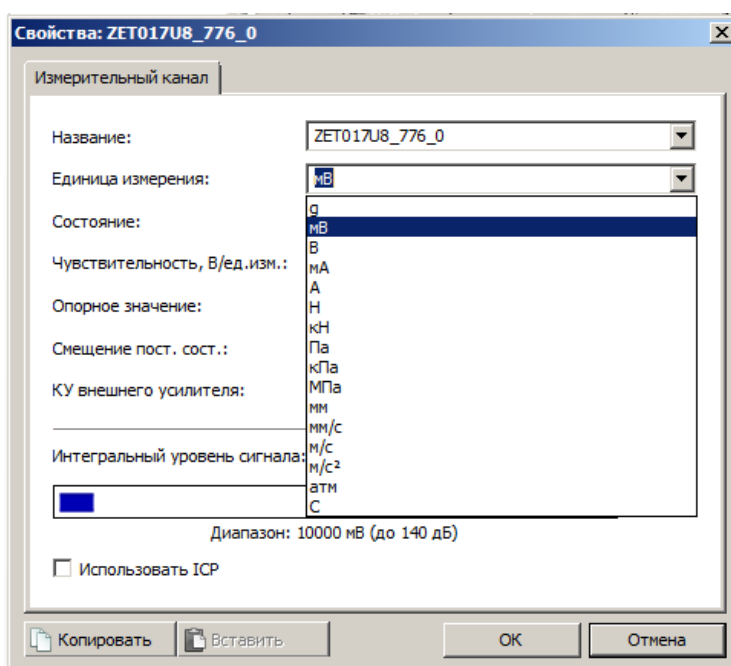 Свойства: ZET017U8_776_0
Измерительный канал
Название: ZET017U8_776_0
Единица измерения: мВ
Состояние:
Чувствительность, В/ед.изм.:
Опорное значение:
Смещение пост. сост.:
КУ внешнего усилителя:
Интегральный уровень сигнала:
g
мВ
В
мА
А
Н
кН
Па
кПа
МПа
мм
мм/с
м/с
м/с²
атм
С
Диапазон: 10000 мВ (до 140 дБ)
Использовать ICP
Копировать Вставить ОК Отмена